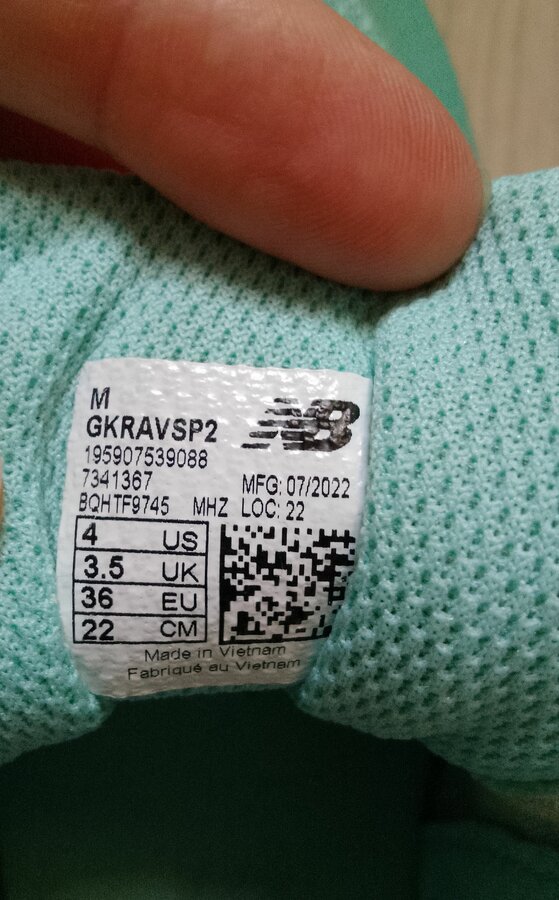 M
GKRAVSP2
NB
195907539088
7341367
MFG: 07/2022
BQHTF9745 MHZ LOC: 22
4 US
3.5 UK
36 EU
22 CM
Made in Vietnam
Fabriqué au Vietnam